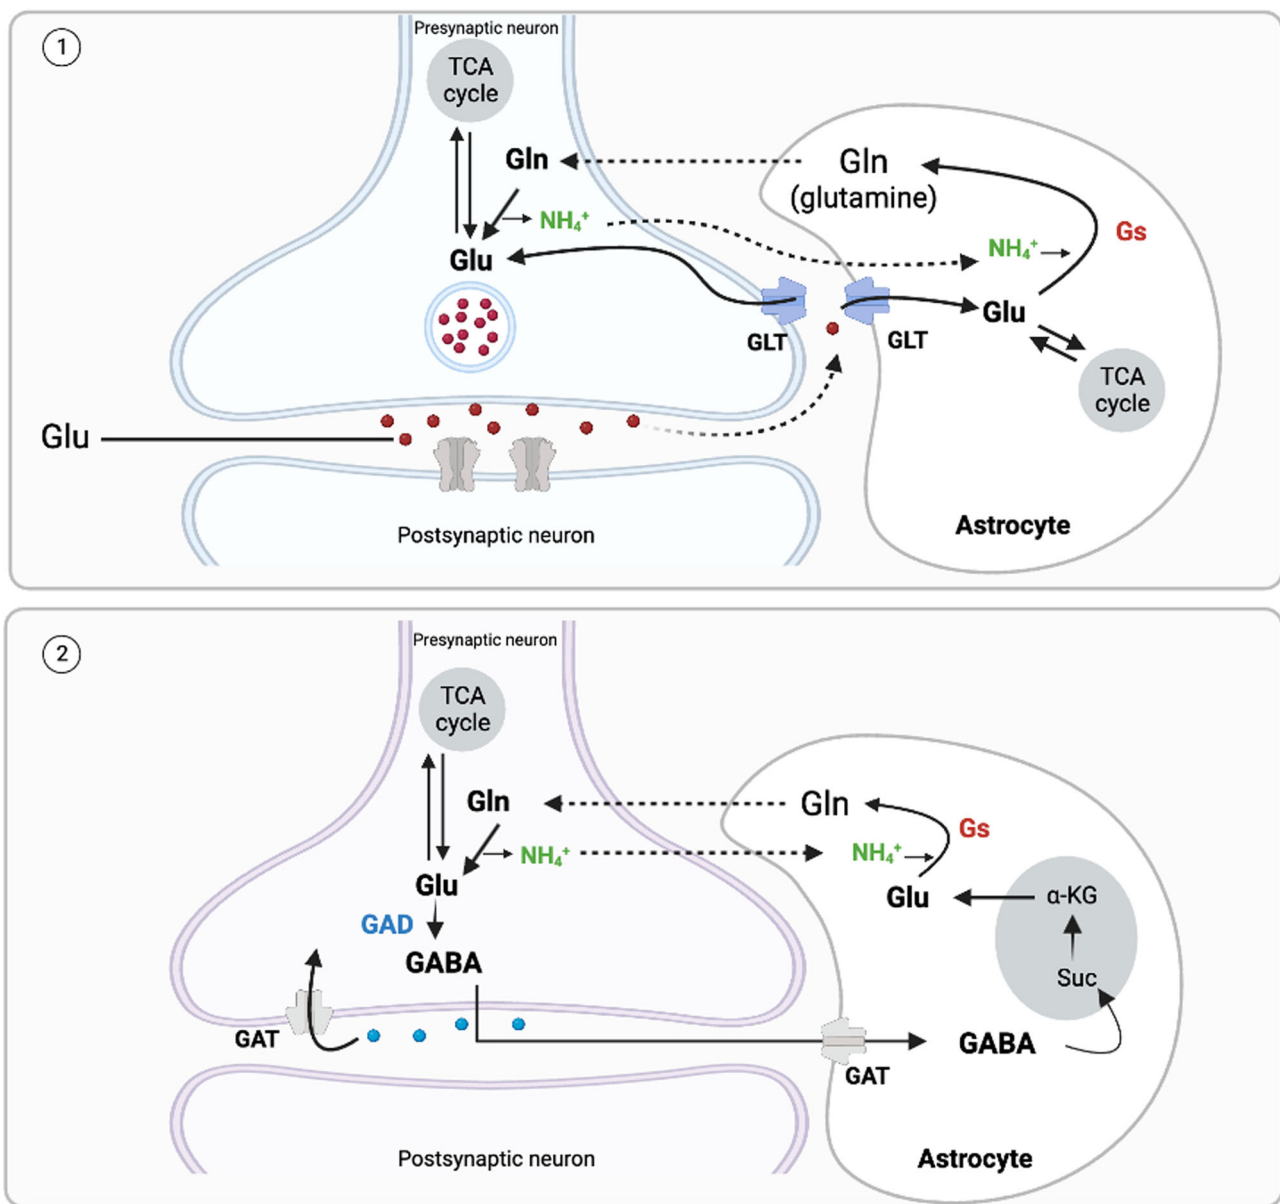 1
Presynaptic neuron
TCA
cycle
Gln
Gln
(glutamine)
NH₄⁺
NH₄⁺
Gs
Glu
Glu
GLT
GLT
TCA
cycle
Glu
Postsynaptic neuron
Astrocyte
2
Presynaptic neuron
TCA
cycle
Gln
Gln
Gs
NH₄⁺
NH₄⁺
Glu
Glu
α-KG
GAD
GABA
Suc
GAT
GABA
GAT
Postsynaptic neuron
Astrocyte